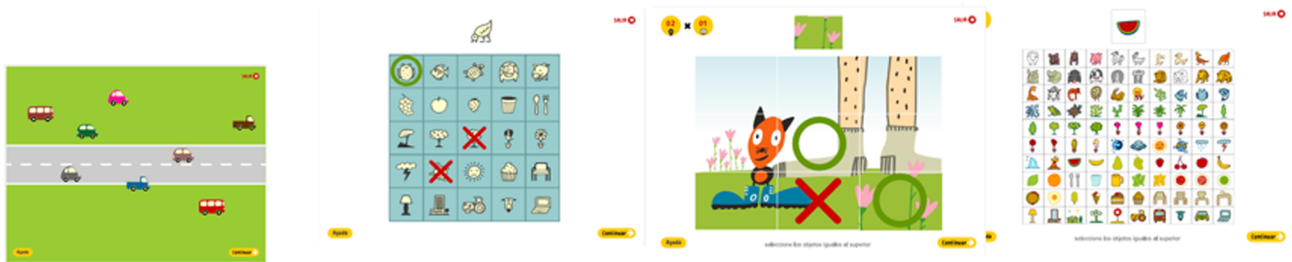 SALIR
Ayuda
Continuar
SALIR
Ayuda
Continuar
02 x 01
SALIR
Ayuda
seleccione los objetos iguales al superior
Continuar
SALIR
seleccione los objetos iguales al superior
Continuar